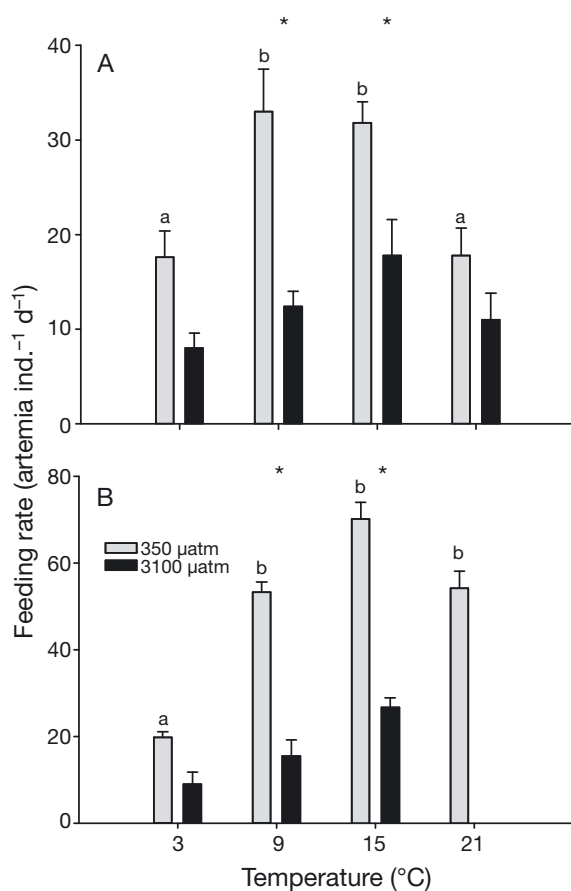 * *
40
A
b
b
30
a
a
20
10
0
* *
80
B
b
350 µatm
3100 µatm
b
b
60
40
a
20
0
3 9 15 21
Temperature (°C)
Feeding rate (artemia ind.⁻¹ d⁻¹)